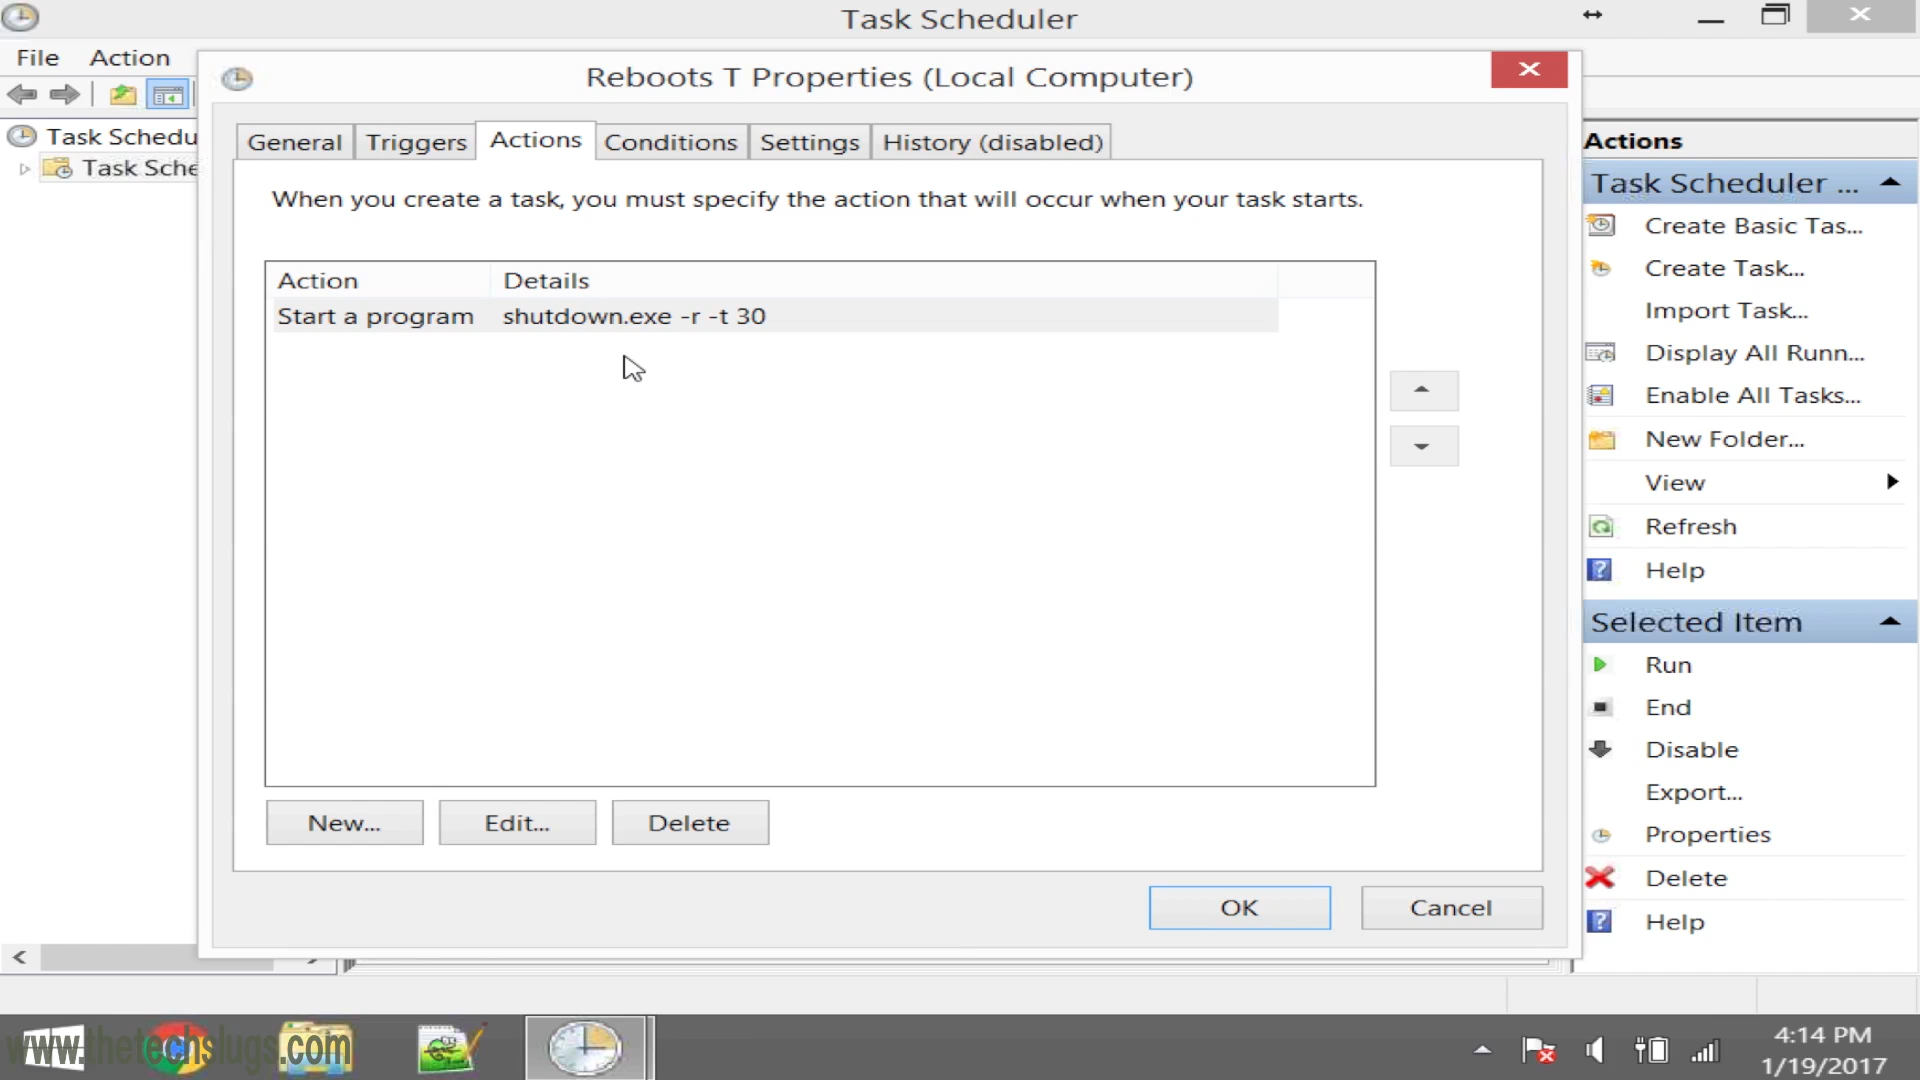 Task Scheduler
File Action
Reboots T Properties (Local Computer)
Task Schedu
Task Sche
General Triggers Actions Conditions Settings History (disabled)
When you create a task, you must specify the action that will occur when your task starts.
Action Details
Start a program shutdown.exe -r -t 30
New... Edit... Delete
OK Cancel
Actions
Task Scheduler ...
Create Basic Tas...
Create Task...
Import Task...
Display All Runn...
Enable All Tasks...
New Folder...
View
Refresh
Help
Selected Item
Run
End
Disable
Export...
Properties
Delete
Help
www.thetechslugs.com
4:14 PM
1/19/2017